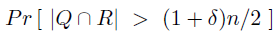 Pr [ |Q ∩ R| > (1 + δ)n/2 ]